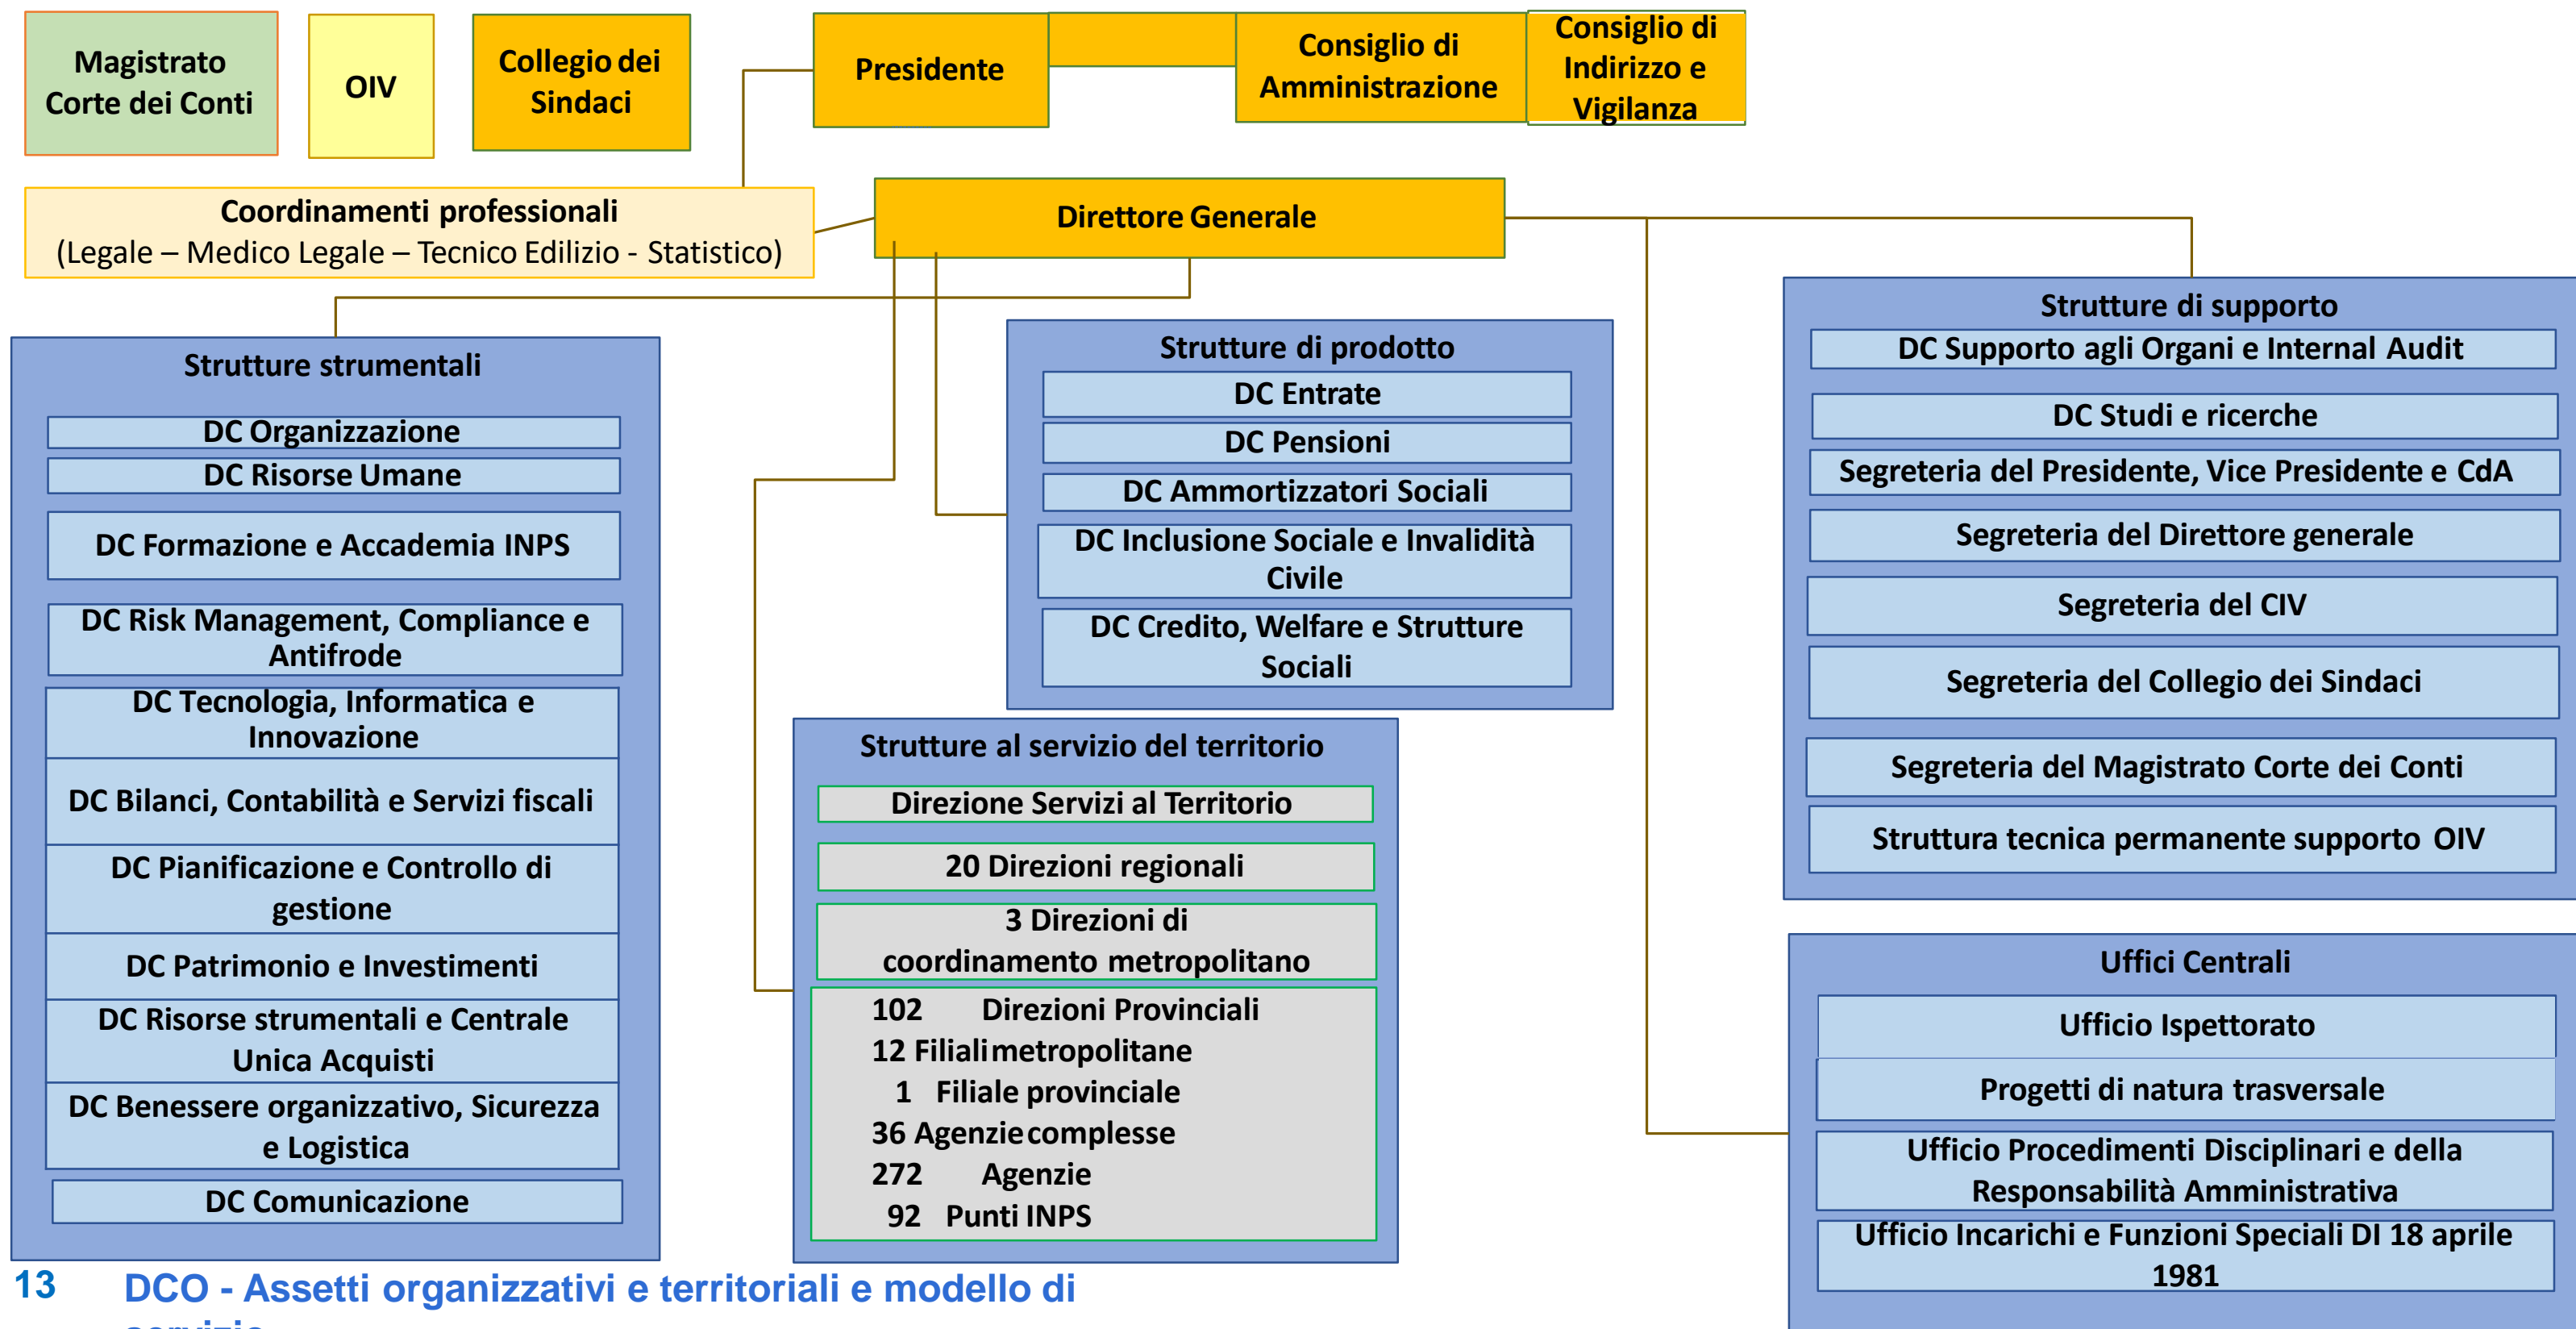 Magistrato
Corte dei Conti
OIV
Collegio dei
Sindaci
Presidente
Consiglio di
Amministrazione
Consiglio di
Indirizzo e
Vigilanza
Coordinamenti professionali
(Legale – Medico Legale – Tecnico Edilizio - Statistico)
Direttore Generale
Strutture strumentali
DC Organizzazione
DC Risorse Umane
DC Formazione e Accademia INPS
DC Risk Management, Compliance e
Antifrode
DC Tecnologia, Informatica e
Innovazione
DC Bilanci, Contabilità e Servizi fiscali
DC Pianificazione e Controllo di
gestione
DC Patrimonio e Investimenti
DC Risorse strumentali e Centrale
Unica Acquisti
DC Benessere organizzativo, Sicurezza
e Logistica
DC Comunicazione
Strutture di prodotto
DC Entrate
DC Pensioni
DC Ammortizzatori Sociali
DC Inclusione Sociale e Invalidità
Civile
DC Credito, Welfare e Strutture
Sociali
Strutture al servizio del territorio
Direzione Servizi al Territorio
20 Direzioni regionali
3 Direzioni di
coordinamento metropolitano
102 Direzioni Provinciali
12 Filiali metropolitane
1 Filiale provinciale
36 Agenzie complesse
272 Agenzie
92 Punti INPS
Strutture di supporto
DC Supporto agli Organi e Internal Audit
DC Studi e ricerche
Segreteria del Presidente, Vice Presidente e CdA
Segreteria del Direttore generale
Segreteria del CIV
Segreteria del Collegio dei Sindaci
Segreteria del Magistrato Corte dei Conti
Struttura tecnica permanente supporto OIV
Uffici Centrali
Ufficio Ispettorato
Progetti di natura trasversale
Ufficio Procedimenti Disciplinari e della
Responsabilità Amministrativa
Ufficio Incarichi e Funzioni Speciali DI 18 aprile
1981
13 DCO - Assetti organizzativi e territoriali e modello di
servizio